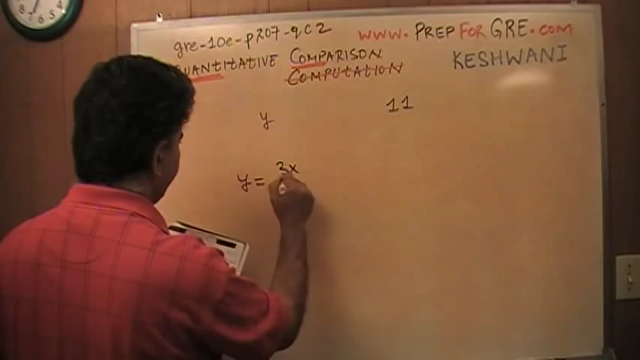 gre-10e-p207-qc2
WWW.PREPFORGRE.COM
QUANTITATIVE COMPARISON
COMPUTATION
KESHWANI
y
11
y = 3x